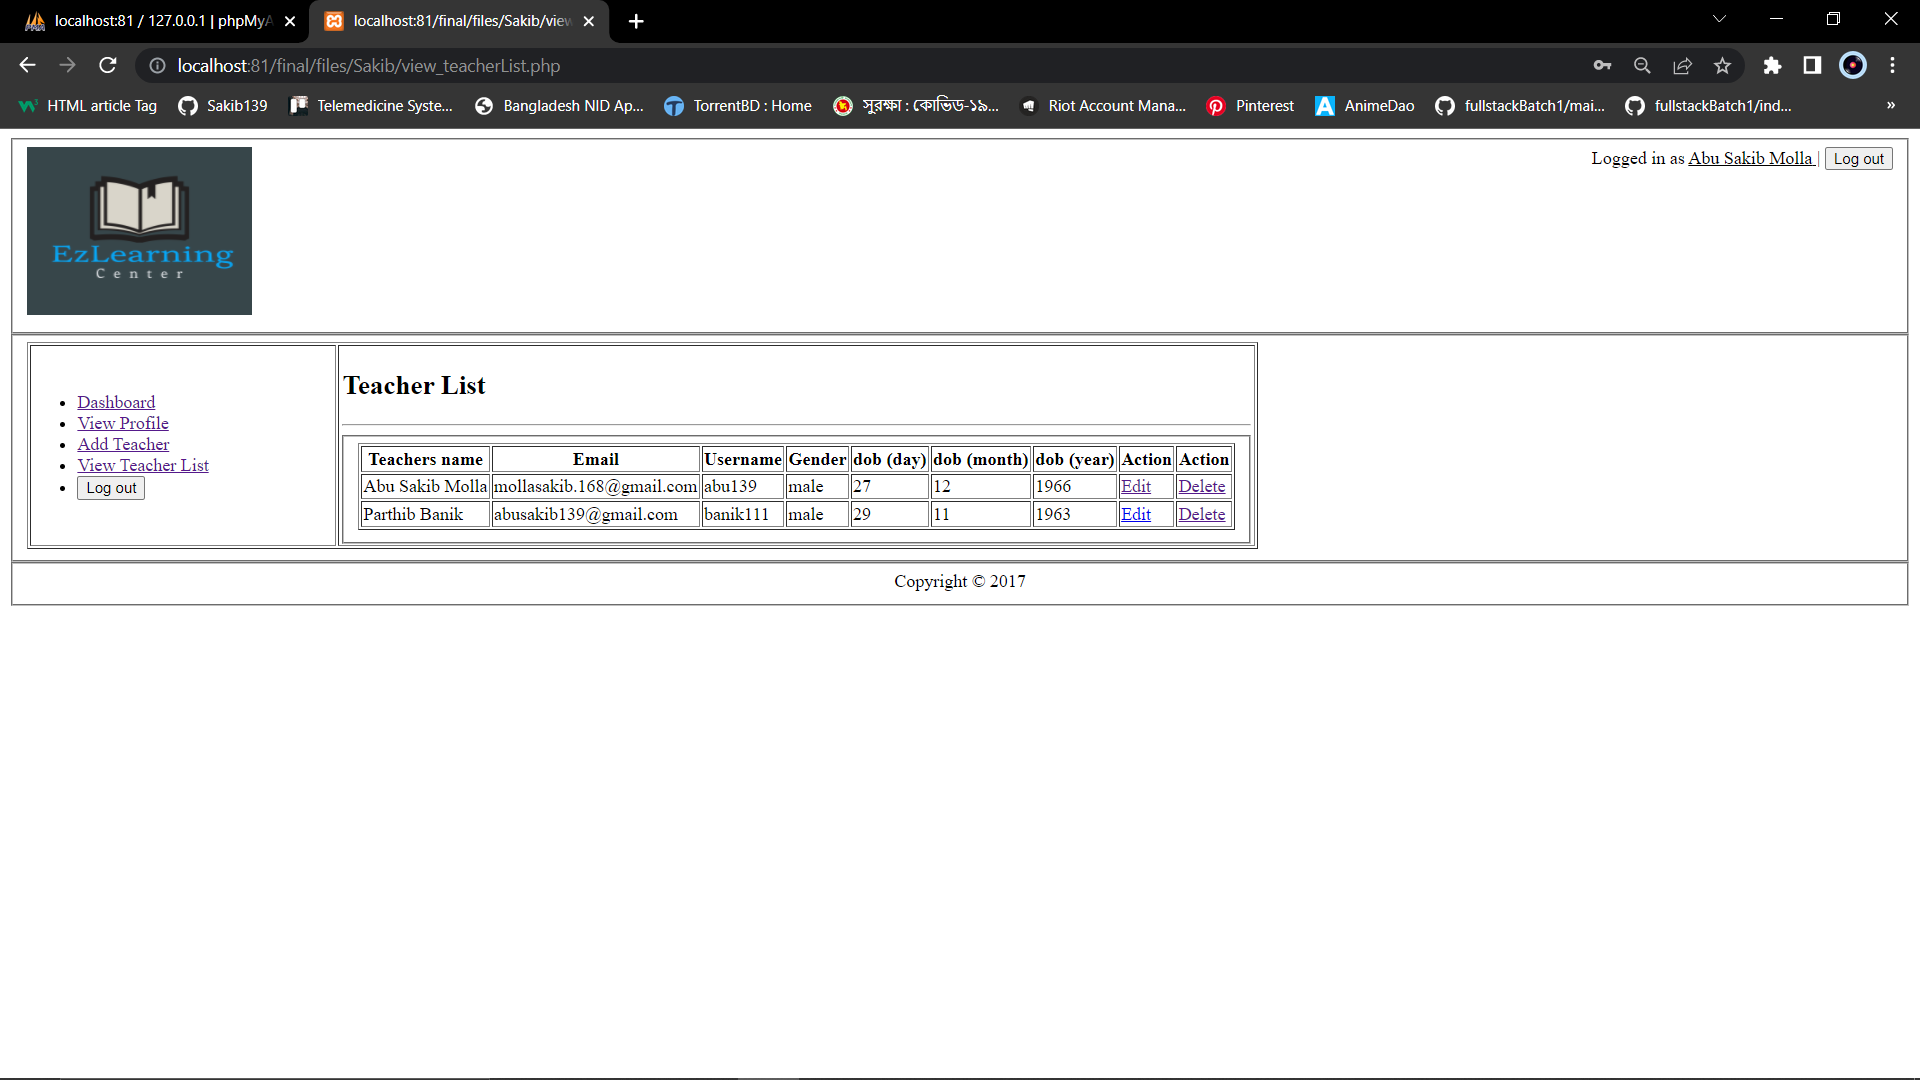 localhost:81 / 127.0.0.1 | phpMyA
localhost:81/final/files/Sakib/view
localhost:81/final/files/Sakib/view_teacherList.php
HTML article Tag
Sakib139
Telemedicine Syste...
Bangladesh NID Ap...
TorrentBD : Home
সুরক্ষা : কোভিড-১৯...
Riot Account Mana...
Pinterest
AnimeDao
fullstackBatch1/mai...
fullstackBatch1/ind...
»
EzLearning
Center
Logged in as Abu Sakib Molla | Log out
Dashboard
View Profile
Add Teacher
View Teacher List
Log out
Teacher List
Teachers name Email Username Gender dob (day) dob (month) dob (year) Action Action
Abu Sakib Molla mollasakib.168@gmail.com abu139 male 27 12 1966 Edit Delete
Parthib Banik abusakib139@gmail.com banik111 male 29 11 1963 Edit Delete
Copyright © 2017